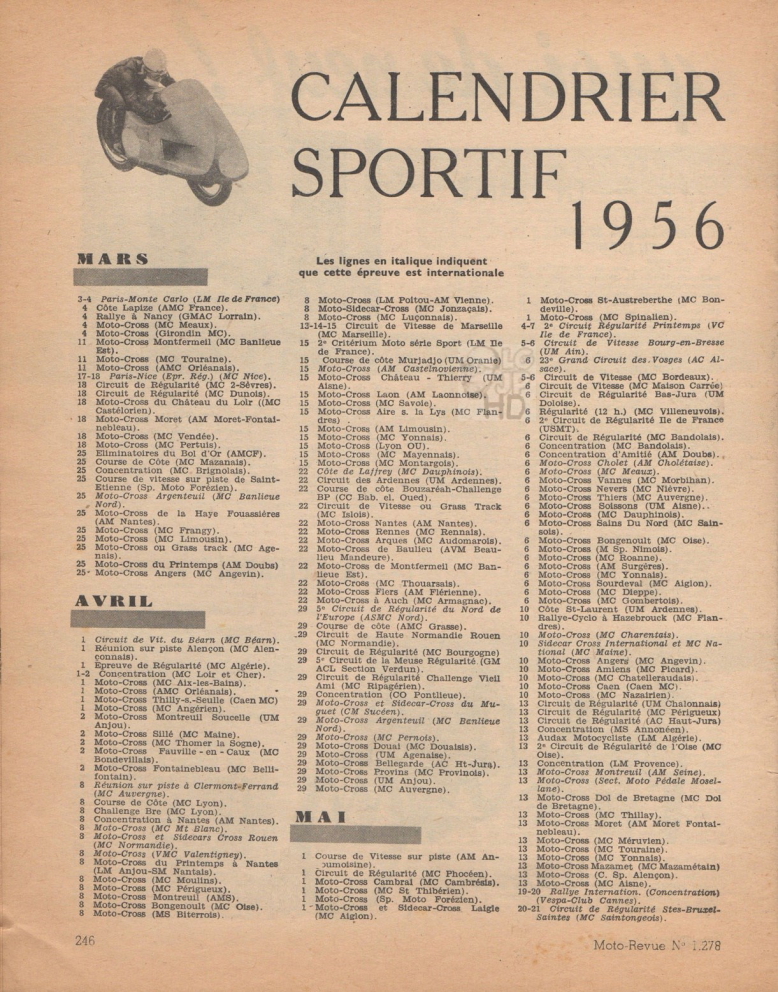 CALENDRIER
SPORTIF
1956
MARS
3-4 Paris-Monte Carlo (LM Ile de France)
4 Côte Lapize (AMC France).
4 Rallye à Nancy (GMAC Lorrain).
4 Moto-Cross (MC Meaux).
4 Moto-Cross (Girondin MC).
11 Moto-Cross Montfermeil (MC Banlieue
Est).
11 Moto-Cross (MC Touraine).
11 Moto-Cross (AMC Orléanais).
17-18 Paris-Nice (Epr. Rég.) (MC Nice).
18 Circuit de Régularité (MC 2-Sèvres).
18 Circuit de Régularité (MC Dunois).
18 Moto-Cross du Château du Loir ((MC
Castélorien).
18 Moto-Cross Moret (AM Moret-Fontai-
nebleau).
18 Moto-Cross (MC Vendée).
18 Moto-Cross (MC Pertuis).
25 Eliminatoires du Bol d'Or (AMCF).
25 Course de Côte (MC Mazanais).
25 Concentration (MC Brignolais).
25 Course de vitesse sur piste de Saint-
Etienne (Sp. Moto Forézien).
25 Moto-Cross Argenteuil (MC Banlieue
Nord).
25 Moto-Cross de la Haye Fouassières
(AM Nantes).
25 Moto-Cross (MC Frangy).
25 Moto-Cross (MC Limousin).
25 Moto-Cross ou Grass track (MC Age-
nais).
25 Moto-Cross du Printemps (AM Doubs)
25 Moto-Cross Angers (MC Angevin).
AVRIL
1 Circuit de Vit. du Béarn (MC Béarn).
1 Réunion sur piste Alençon (MC Alen-
çonnais).
1 Epreuve de Régularité (MC Algérie).
1-2 Concentration (MC Loir et Cher).
1 Moto-Cross (MC Aix-les-Bains).
1 Moto-Cross (AMC Orléanais).
1 Moto-Cross Thilly-s.-Seulle (Caen MC)
1 Moto-Cross (MC Angérien).
2 Moto-Cross Montreuil Soucelle (UM
Anjou).
2 Moto-Cross Sillé (MC Maine).
2 Moto-Cross (MC Thomer la Sogne).
2 Moto-Cross Fauville-en-Caux (MC
Bondevillais).
2 Moto-Cross Fontainebleau (MC Belli-
fontain).
8 Réunion sur piste à Clermont-Ferrand
(MC Auvergne).
8 Course de Côte (MC Lyon).
8 Challenge Bre (MC Lyon).
8 Concentration à Nantes (AM Nantes).
8 Moto-Cross (MC Mt Blanc).
8 Moto-Cross et Sidecars Cross Rouen
(MC Normandie).
8 Moto-Cross (VMC Valentigney).
8 Moto-Cross du Printemps à Nantes
(LM Anjou-SM Nantais).
8 Moto-Cross (MC Moulins).
8 Moto-Cross (MC Périgueux).
8 Moto-Cross Montreuil (AMS).
8 Moto-Cross Bongenoult (MC Oise).
8 Moto-Cross (MS Biterrois).
Les lignes en italique indiquent
que cette épreuve est internationale
8 Moto-Cross (LM Poitou-AM Vienne).
8 Moto-Sidecar-Cross (MC Jonzaçais).
8 Moto-Cross (MC Luçonnais).
13-14-15 Circuit de Vitesse de Marseille
(MC Marseille).
15 2e Critérium Moto série Sport (LM Ile
de France).
15 Course de côte Murjadjo (UM Oranie)
15 Moto-Cross (AM Castelnovienne).
15 Moto-Cross Château-Thierry (UM
Aisne).
15 Moto-Cross Laon (AM Laonnoise).
15 Moto-Cross (MC Savoie).
15 Moto-Cross Aire s. la Lys (MC Flan-
dres).
15 Moto-Cross (AM Limousin).
15 Moto-Cross (MC Yonnais).
15 Moto-Cross (Lyon OU).
15 Moto-Cross (MC Mayennais).
15 Moto-Cross (MC Montargois).
22 Côte de Laffrey (MC Dauphinois).
22 Circuit des Ardennes (UM Ardennes).
22 Course de côte Bouzaréah-Challenge
BP (CC Bab. el. Oued).
22 Circuit de Vitesse ou Grass Track
(MC Islois).
22 Moto-Cross Nantes (AM Nantes).
22 Moto-Cross Rennes (MC Rennais).
22 Moto-Cross Arques (MC Audomarois).
22 Moto-Cross de Baulieu (AVM Beau-
lieu Mandeure).
22 Moto-Cross de Montfermeil (MC Ban-
lieue Est).
22 Moto-Cross (MC Thouarsais).
22 Moto-Cross Flers (AM Flérienne).
22 Moto-Cross à Auch (MC Armagnac).
29 5e Circuit de Régularité du Nord de
l'Europe (ASMC Nord).
29 Course de côte (AMC Grasse).
29 Circuit de Haute Normandie Rouen
(MC Normandie).
29 Circuit de Régularité (MC Bourgogne)
29 5e Circuit de la Meuse Régularité (GM
ACL Section Verdun).
29 Circuit de Régularité Challenge Vieil
Ami (MC Ripagérien).
29 Concentration (CO Pontlieue).
29 Moto-Cross et Sidecar-Cross du Mu-
guet (CM Sucéen).
29 Moto-Cross Argenteuil (MC Banlieue
Nord).
29 Moto-Cross (MC Pernois).
29 Moto-Cross Douai (MC Douaisis).
29 Moto-Cross (UM Agenaise).
29 Moto-Cross Bellegarde (AC Ht-Jura).
29 Moto-Cross Provins (MC Provinois).
29 Moto-Cross (UM Anjou).
29 Moto-Cross (MC Auvergne).
MAI
1 Course de Vitesse sur piste (AM An-
goumoisine).
1 Circuit de Régularité (MC Phocéen).
1 Moto-Cross Cambrai (MC Cambrésis).
1 Moto-Cross (MC St Thibérien).
1 Moto-Cross (Sp. Moto Forézien).
1 Moto-Cross et Sidecar-Cross Laigle
(MC Aiglon).
1 Moto-Cross St-Austreberthe (MC Bon-
deville).
1 Moto-Cross (MC Spinalien).
4-7 2e Circuit Régularité Printemps (VC
Ile de France).
5-6 Circuit de Vitesse Bourg-en-Bresse
(UM Ain).
6 23e Grand Circuit des Vosges (AC Al-
sace).
5-6 Circuit de Vitesse (MC Bordeaux).
6 Circuit de Vitesse (MC Maison Carrée)
6 Circuit de Régularité Bas-Jura (UM
Doloise).
6 Régularité (12 h.) (MC Villeneuvois).
6 2e Circuit Régularité Ile de France
(USMT).
6 Circuit de Régularité (MC Bandolais).
6 Concentration (MC Bandolais).
6 Concentration d'Amitié (AM Doubs).
6 Moto-Cross Cholet (AM Cholétaise).
6 Moto-Cross (MC Meaux).
6 Moto-Cross Vannes (MC Morbihan).
6 Moto-Cross Nevers (MC Nièvre).
6 Moto-Cross Thiers (MC Auvergne).
6 Moto-Cross Soissons (UM Aisne).
6 Moto-Cross (MC Dauphinois).
6 Moto-Cross Sains Du Nord (MC Sain-
sois).
6 Moto-Cross Bongenoult (MC Oise).
6 Moto-Cross (M Sp. Nimois).
6 Moto-Cross (MC Roanne).
6 Moto-Cross (AM Surgères).
6 Moto-Cross (MC Yonnais).
6 Moto-Cross Sourdeval (MC Aiglon).
6 Moto-Cross (MC Dieppe).
6 Moto-Cross (MC Gombertois).
10 Côte St-Laurent (UM Ardennes).
10 Rallye-Cyclo à Hazebrouck (MC Flan-
dres).
10 Moto-Cross (MC Charentais).
10 Sidecar Cross International et MC Na-
tional (MC Maine).
10 Moto-Cross Angers (MC Angevin).
10 Moto-Cross Amiens (MC Picard).
10 Moto-Cross (MC Chatelleraudais).
10 Moto-Cross Caen (Caen MC).
10 Moto-Cross (MC Nazairien).
13 Circuit de Régularité (UM Chalonnais)
13 Circuit de Régularité (MC Périgueux)
13 Circuit de Régularité (AC Haut-Jura)
13 Concentration (MS Annonéen).
13 Audax Motocycliste (LM Algérie).
13 2e Circuit de Régularité de l'Oise (MC
Oise).
13 Concentration (LM Provence).
13 Moto-Cross Montreuil (AM Seine).
13 Moto-Cross (Sect. Moto Pédale Mosel-
lane).
13 Moto-Cross Dol de Bretagne (MC Dol
de Bretagne).
13 Moto-Cross (MC Thillay).
13 Moto-Cross Moret (AM Moret Fontai-
nebleau).
13 Moto-Cross (MC Méruvien).
13 Moto-Cross (MC Touraine).
13 Moto-Cross (MC Yonnais).
13 Moto-Cross Mazamet (MC Mazamétain)
13 Moto-Cross (C. Sp. Alençon).
13 Moto-Cross (MC Aisne).
19-20 Rallye Internation. (Concentration)
(Vespa-Club Cannes).
20-21 Circuit de Régularité Stes-Bruxel-
Saintes (MC Saintongeois).
246
Moto-Revue N° 1.278